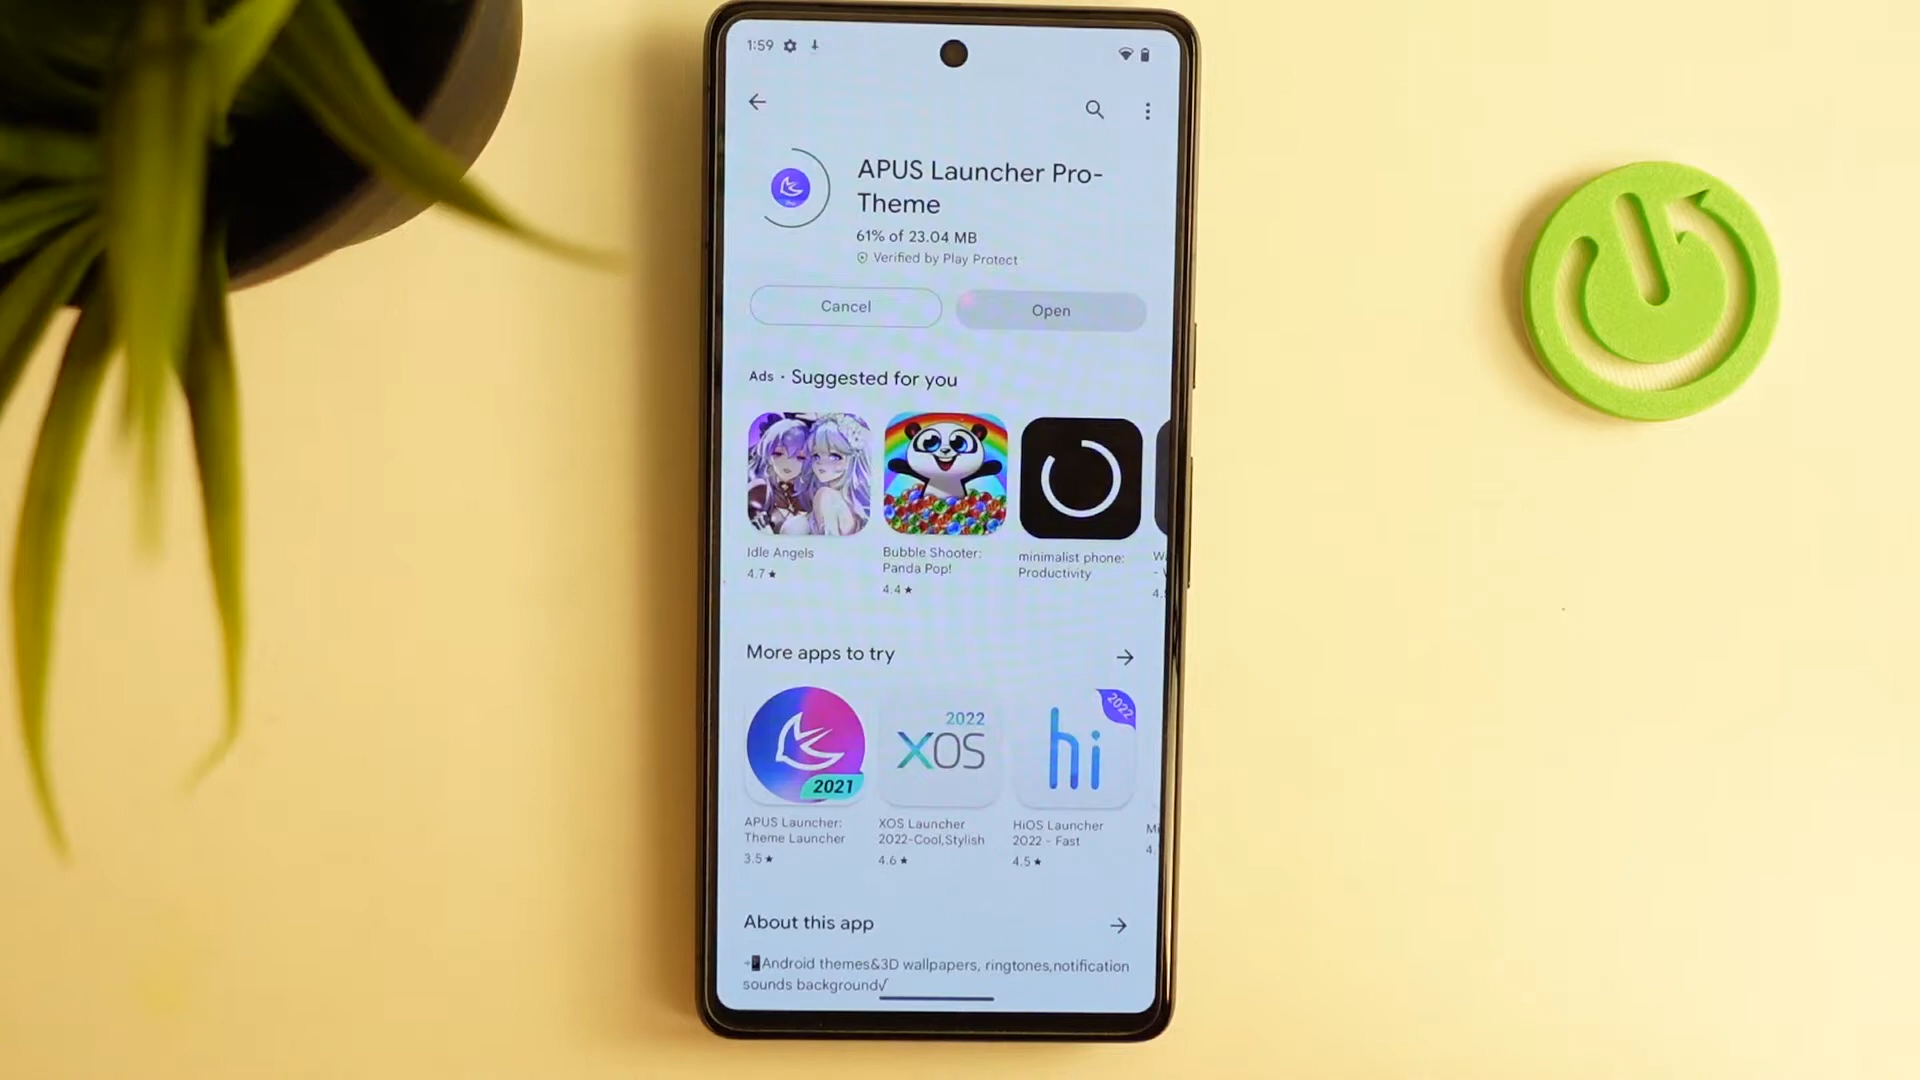 1:59
APUS Launcher Pro-
Theme
61% of 23.04 MB
Verified by Play Protect
Cancel
Open
Ads · Suggested for you
Idle Angels
4.7★
Bubble Shooter:
Panda Pop!
4.4★
minimalist phone:
Productivity
More apps to try
2021
2022
XOS
2022
hi
APUS Launcher:
Theme Launcher
3.5★
XOS Launcher
2022-Cool,Stylish
4.6★
HiOS Launcher
2022 - Fast
4.5★
About this app
📲Android themes&3D wallpapers, ringtones,notification
sounds background√